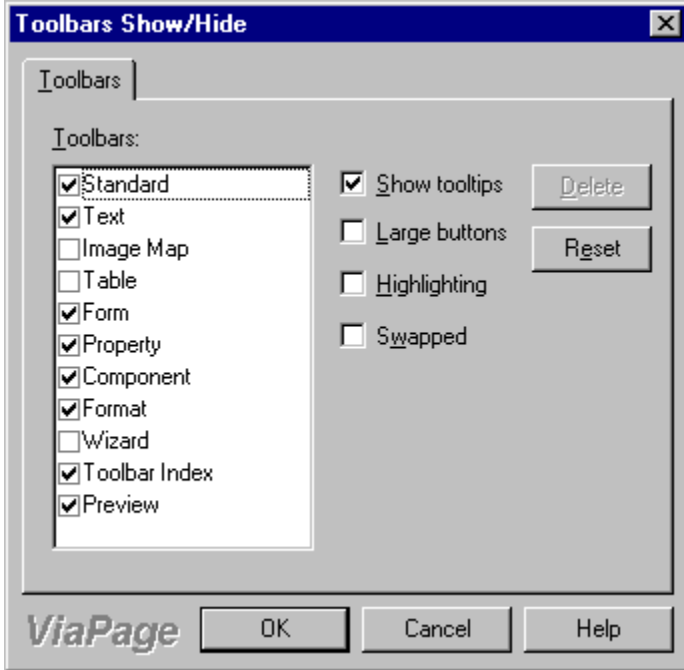 Toolbars Show/Hide
Toolbars
Toolbars:
Standard
Text
Image Map
Table
Form
Property
Component
Format
Wizard
Toolbar Index
Preview
Show tooltips
Large buttons
Highlighting
Swapped
Delete
Reset
ViaPage
OK
Cancel
Help